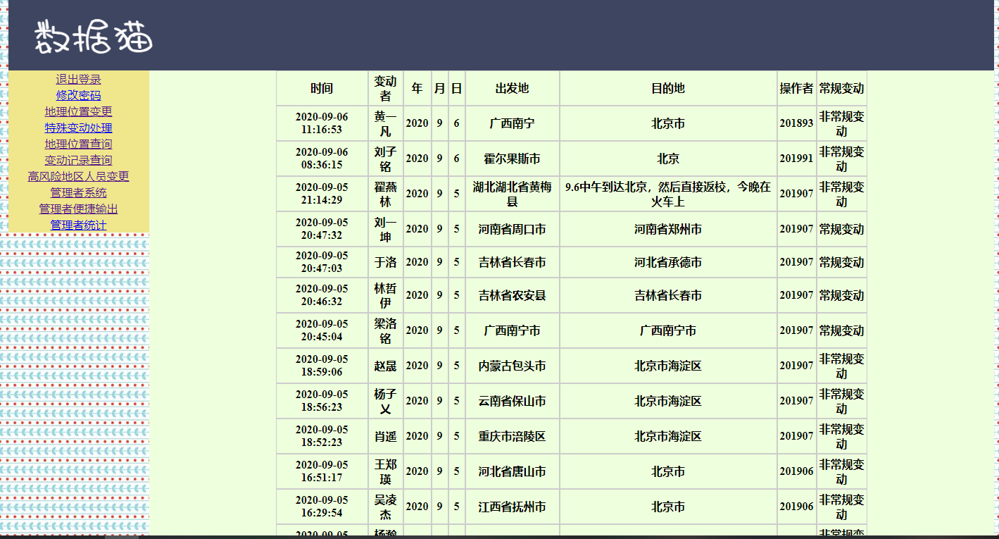 数据猫
退出登录
修改密码
地理位置变更
特殊变动处理
地理位置查询
变动记录查询
高风险地区人员变更
管理者系统
管理者便捷输出
管理者统计
时间 变动者 年 月 日 出发地 目的地 操作者 常规变动
2020-09-06 11:16:53 黄一凡 2020 9 6 广西南宁 北京市 201893 非常规变动
2020-09-06 08:36:15 刘子铭 2020 9 6 霍尔果斯市 北京 201991 非常规变动
2020-09-05 21:14:29 翟燕林 2020 9 5 湖北湖北省黄梅县 9.6中午到达北京，然后直接返校，今晚在火车上 201907 非常规变动
2020-09-05 20:47:32 刘一坤 2020 9 5 河南省周口市 河南省郑州市 201907 常规变动
2020-09-05 20:47:03 于洛 2020 9 5 吉林省长春市 河北省承德市 201907 常规变动
2020-09-05 20:46:32 林哲伊 2020 9 5 吉林省农安县 吉林省长春市 201907 常规变动
2020-09-05 20:45:04 梁洛铭 2020 9 5 广西南宁市 广西南宁市 201907 常规变动
2020-09-05 18:59:06 赵晟 2020 9 5 内蒙古包头市 北京市海淀区 201907 非常规变动
2020-09-05 18:56:23 杨子乂 2020 9 5 云南省保山市 北京市海淀区 201907 非常规变动
2020-09-05 18:52:23 肖遥 2020 9 5 重庆市涪陵区 北京市海淀区 201907 非常规变动
2020-09-05 16:51:17 王郑瑛 2020 9 5 河北省唐山市 北京市 201906 非常规变动
2020-09-05 16:29:54 吴凌杰 2020 9 5 江西省抚州市 北京市 201906 非常规变动
2020-09-05 杨瀚 非常规变